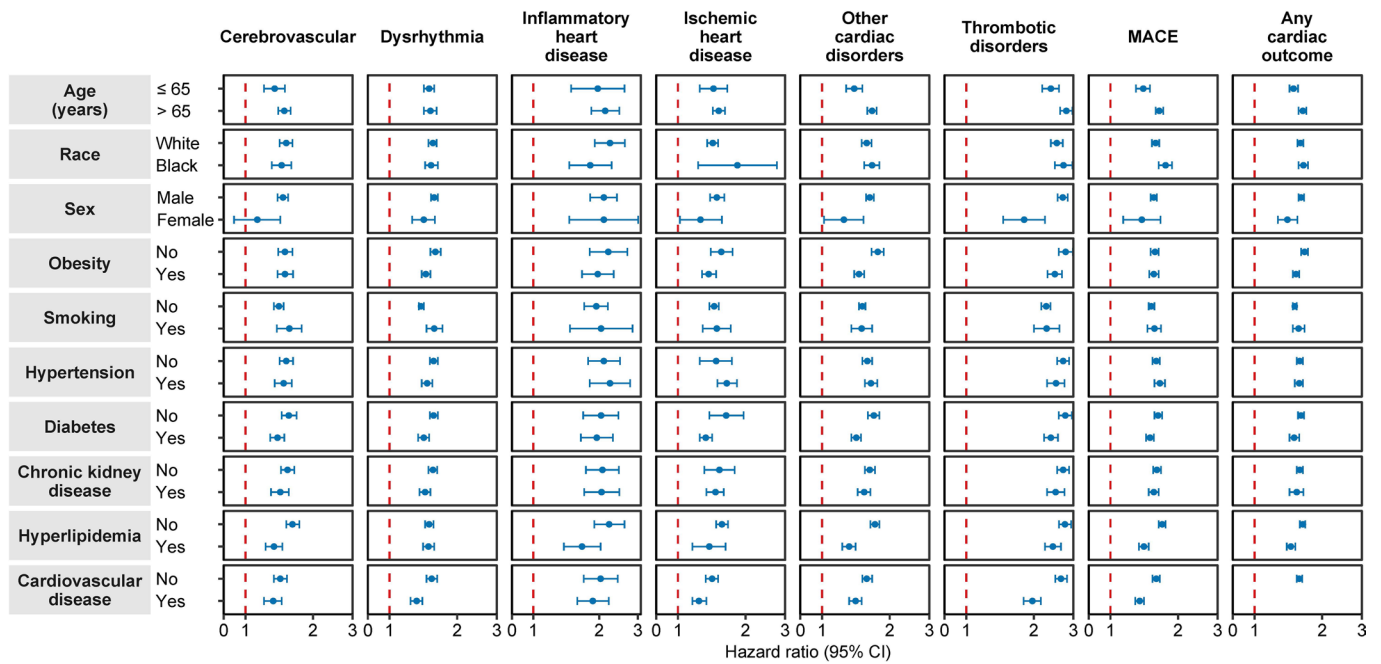 Cerebrovascular
Dysrhythmia
Inflammatory
heart
disease
Ischemic
heart
disease
Other
cardiac
disorders
Thrombotic
disorders
MACE
Any
cardiac
outcome
Age
(years)
≤ 65
> 65
Race
White
Black
Sex
Male
Female
Obesity
No
Yes
Smoking
No
Yes
Hypertension
No
Yes
Diabetes
No
Yes
Chronic kidney
disease
No
Yes
Hyperlipidemia
No
Yes
Cardiovascular
disease
No
Yes
0 1 2 3 0 1 2 3 0 1 2 3 0 1 2 3 0 1 2 3 0 1 2 3 0 1 2 3 0 1 2 3
Hazard ratio (95% CI)